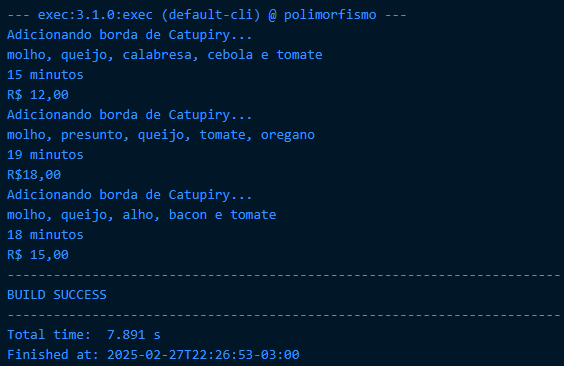 --- exec:3.1.0:exec (default-cli) @ polimorfismo ---
Adicionando borda de Catupiry...
molho, queijo, calabresa, cebola e tomate
15 minutos
R$ 12,00
Adicionando borda de Catupiry...
molho, presunto, queijo, tomate, oregano
19 minutos
R$18,00
Adicionando borda de Catupiry...
molho, queijo, alho, bacon e tomate
18 minutos
R$ 15,00
------------------------------------------------------------------------
BUILD SUCCESS
------------------------------------------------------------------------
Total time:  7.891 s
Finished at: 2025-02-27T22:26:53-03:00